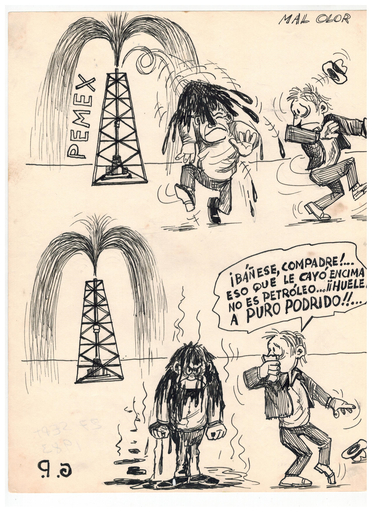 MAL OLOR
PEMEX
¡BÁÑESE, COMPADRE!...
ESO QUE LE CAYÓ ENCIMA
NO ES PETRÓLEO...¡¡HUELE
A PURO PODRIDO!!...